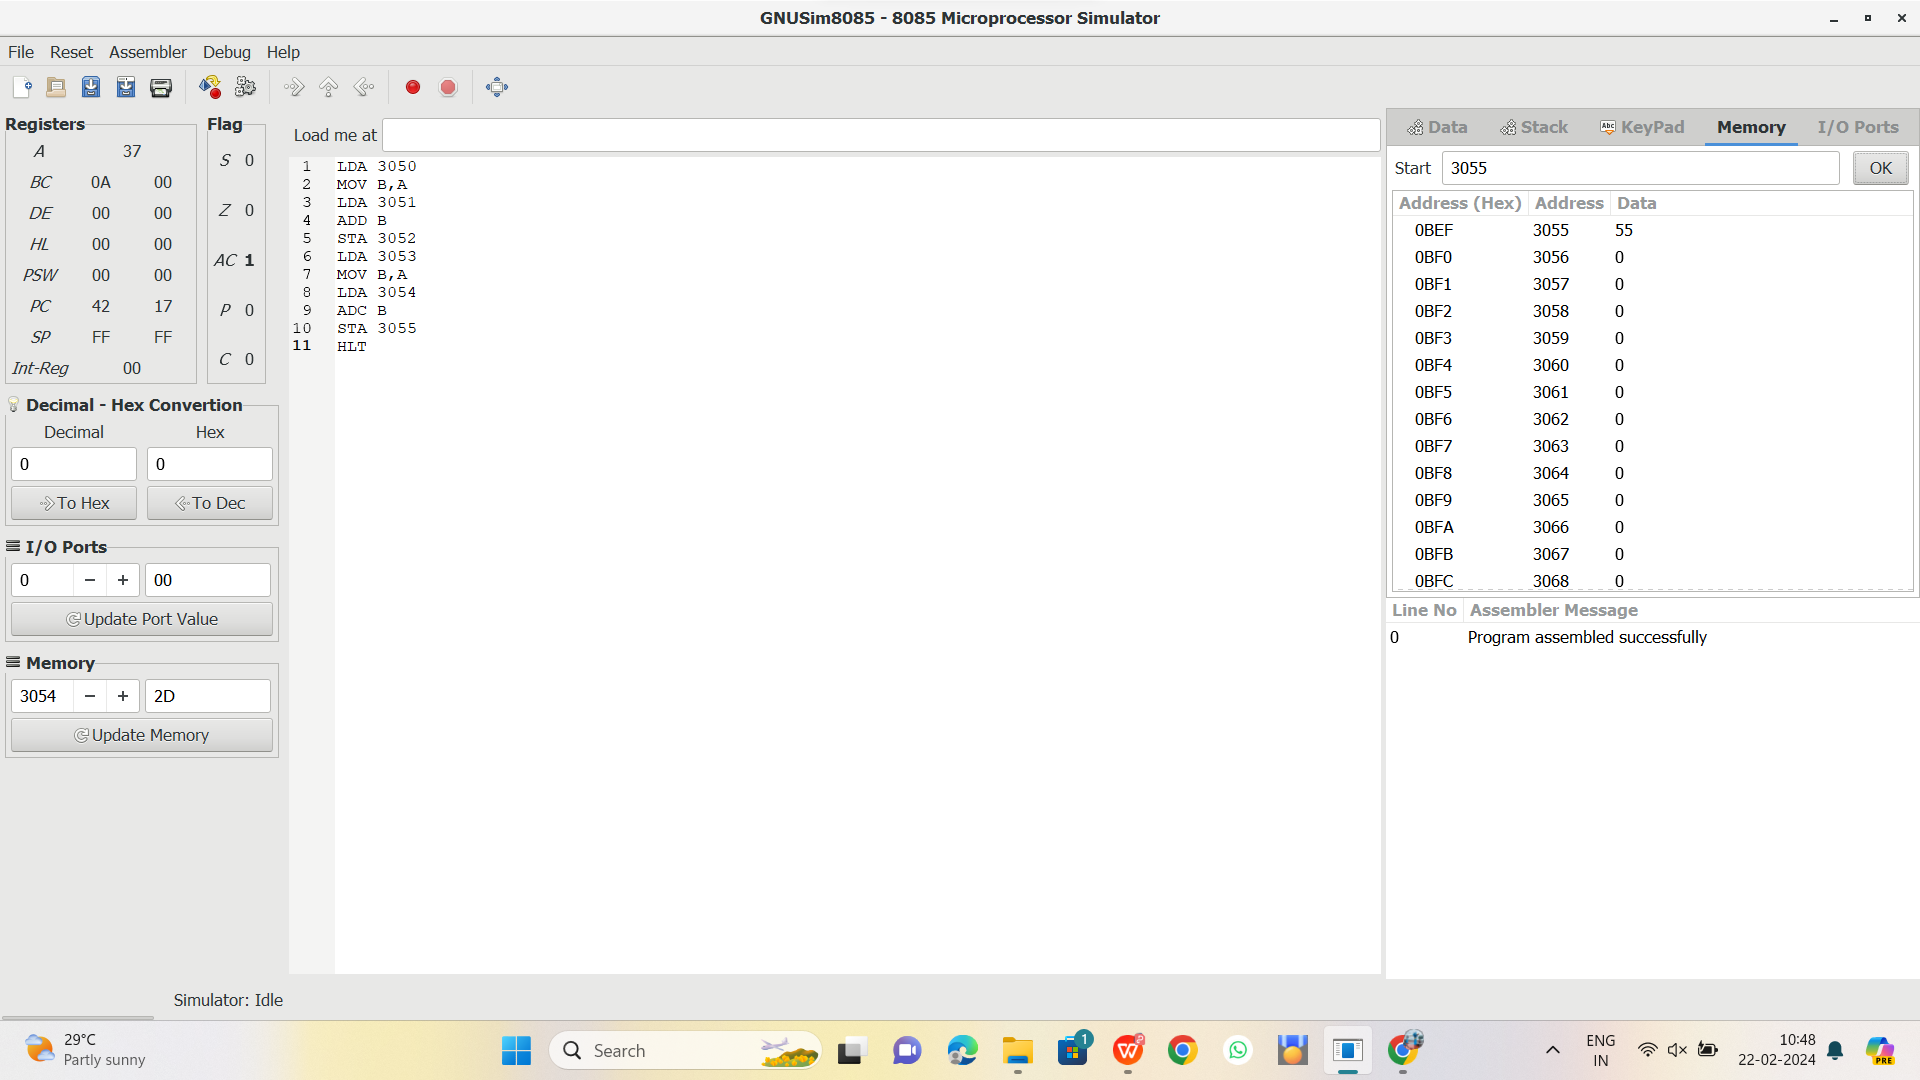 GNUSim8085 - 8085 Microprocessor Simulator
File Reset Assembler Debug Help
Registers
A 37
BC 0A 00
DE 00 00
HL 00 00
PSW 00 00
PC 42 17
SP FF FF
Int-Reg 00
Flag
S 0
Z 0
AC 1
P 0
C 0
Decimal - Hex Convertion
Decimal Hex
0 0
To Hex To Dec
I/O Ports
0 - + 00
Update Port Value
Memory
3054 - + 2D
Update Memory
Load me at
1 LDA 3050
2 MOV B,A
3 LDA 3051
4 ADD B
5 STA 3052
6 LDA 3053
7 MOV B,A
8 LDA 3054
9 ADC B
10 STA 3055
11 HLT
Data Stack Abc KeyPad Memory I/O Ports
Start 3055 OK
Address (Hex) Address Data
0BEF 3055 55
0BF0 3056 0
0BF1 3057 0
0BF2 3058 0
0BF3 3059 0
0BF4 3060 0
0BF5 3061 0
0BF6 3062 0
0BF7 3063 0
0BF8 3064 0
0BF9 3065 0
0BFA 3066 0
0BFB 3067 0
0BFC 3068 0
Line No Assembler Message
0 Program assembled successfully
Simulator: Idle
29°C
Partly sunny
Search
1
W
ENG
IN
10:48
22-02-2024
PRE